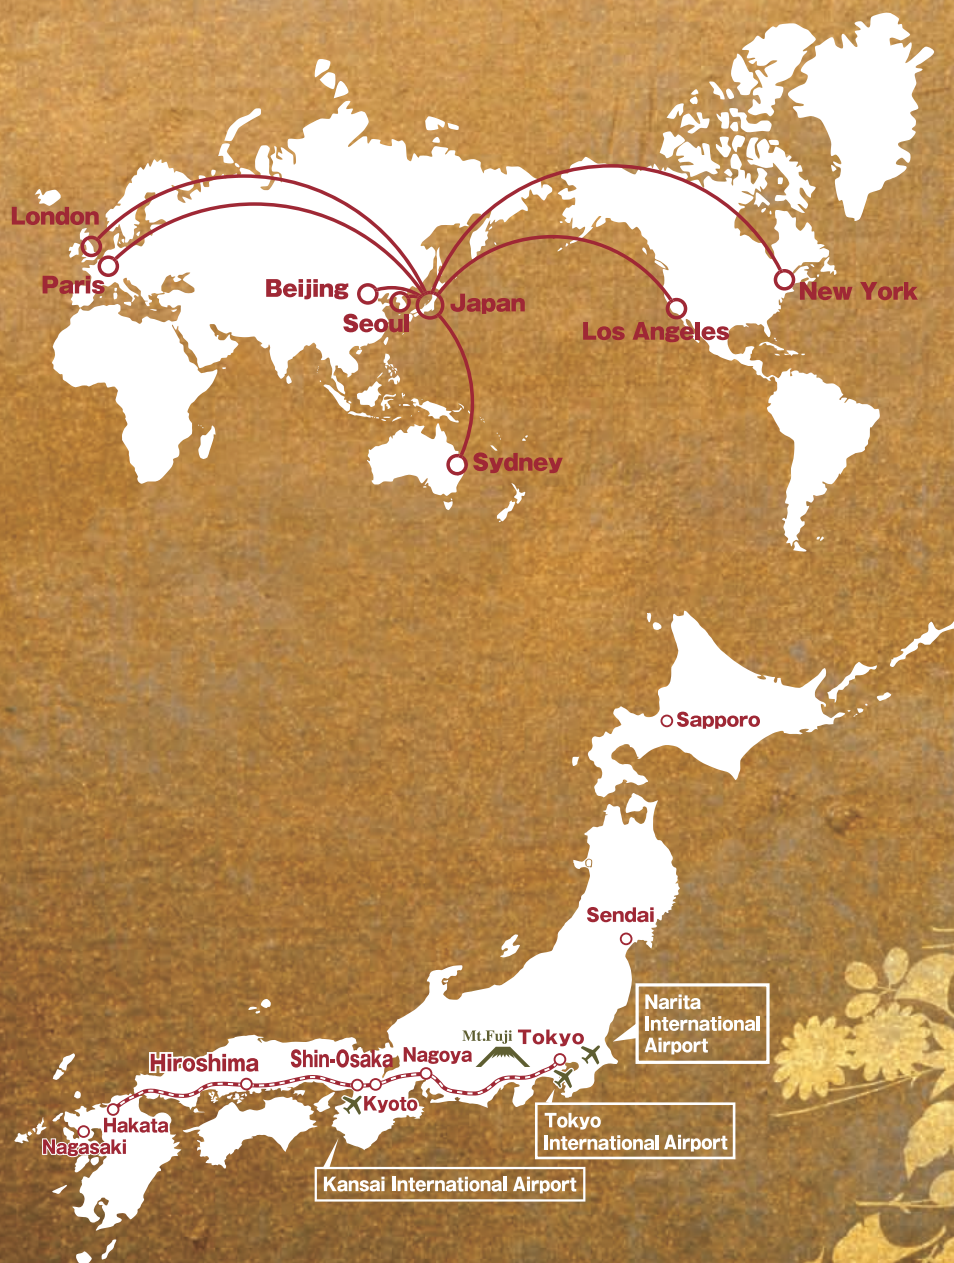 London
Paris
Beijing
Seoul
Japan
New York
Los Angeles
Sydney
Sapporo
Sendai
Narita
International
Airport
Mt.Fuji
Tokyo
Hiroshima
Shin-Osaka
Nagoya
Kyoto
Hakata
Nagasaki
Tokyo
International Airport
Kansai International Airport